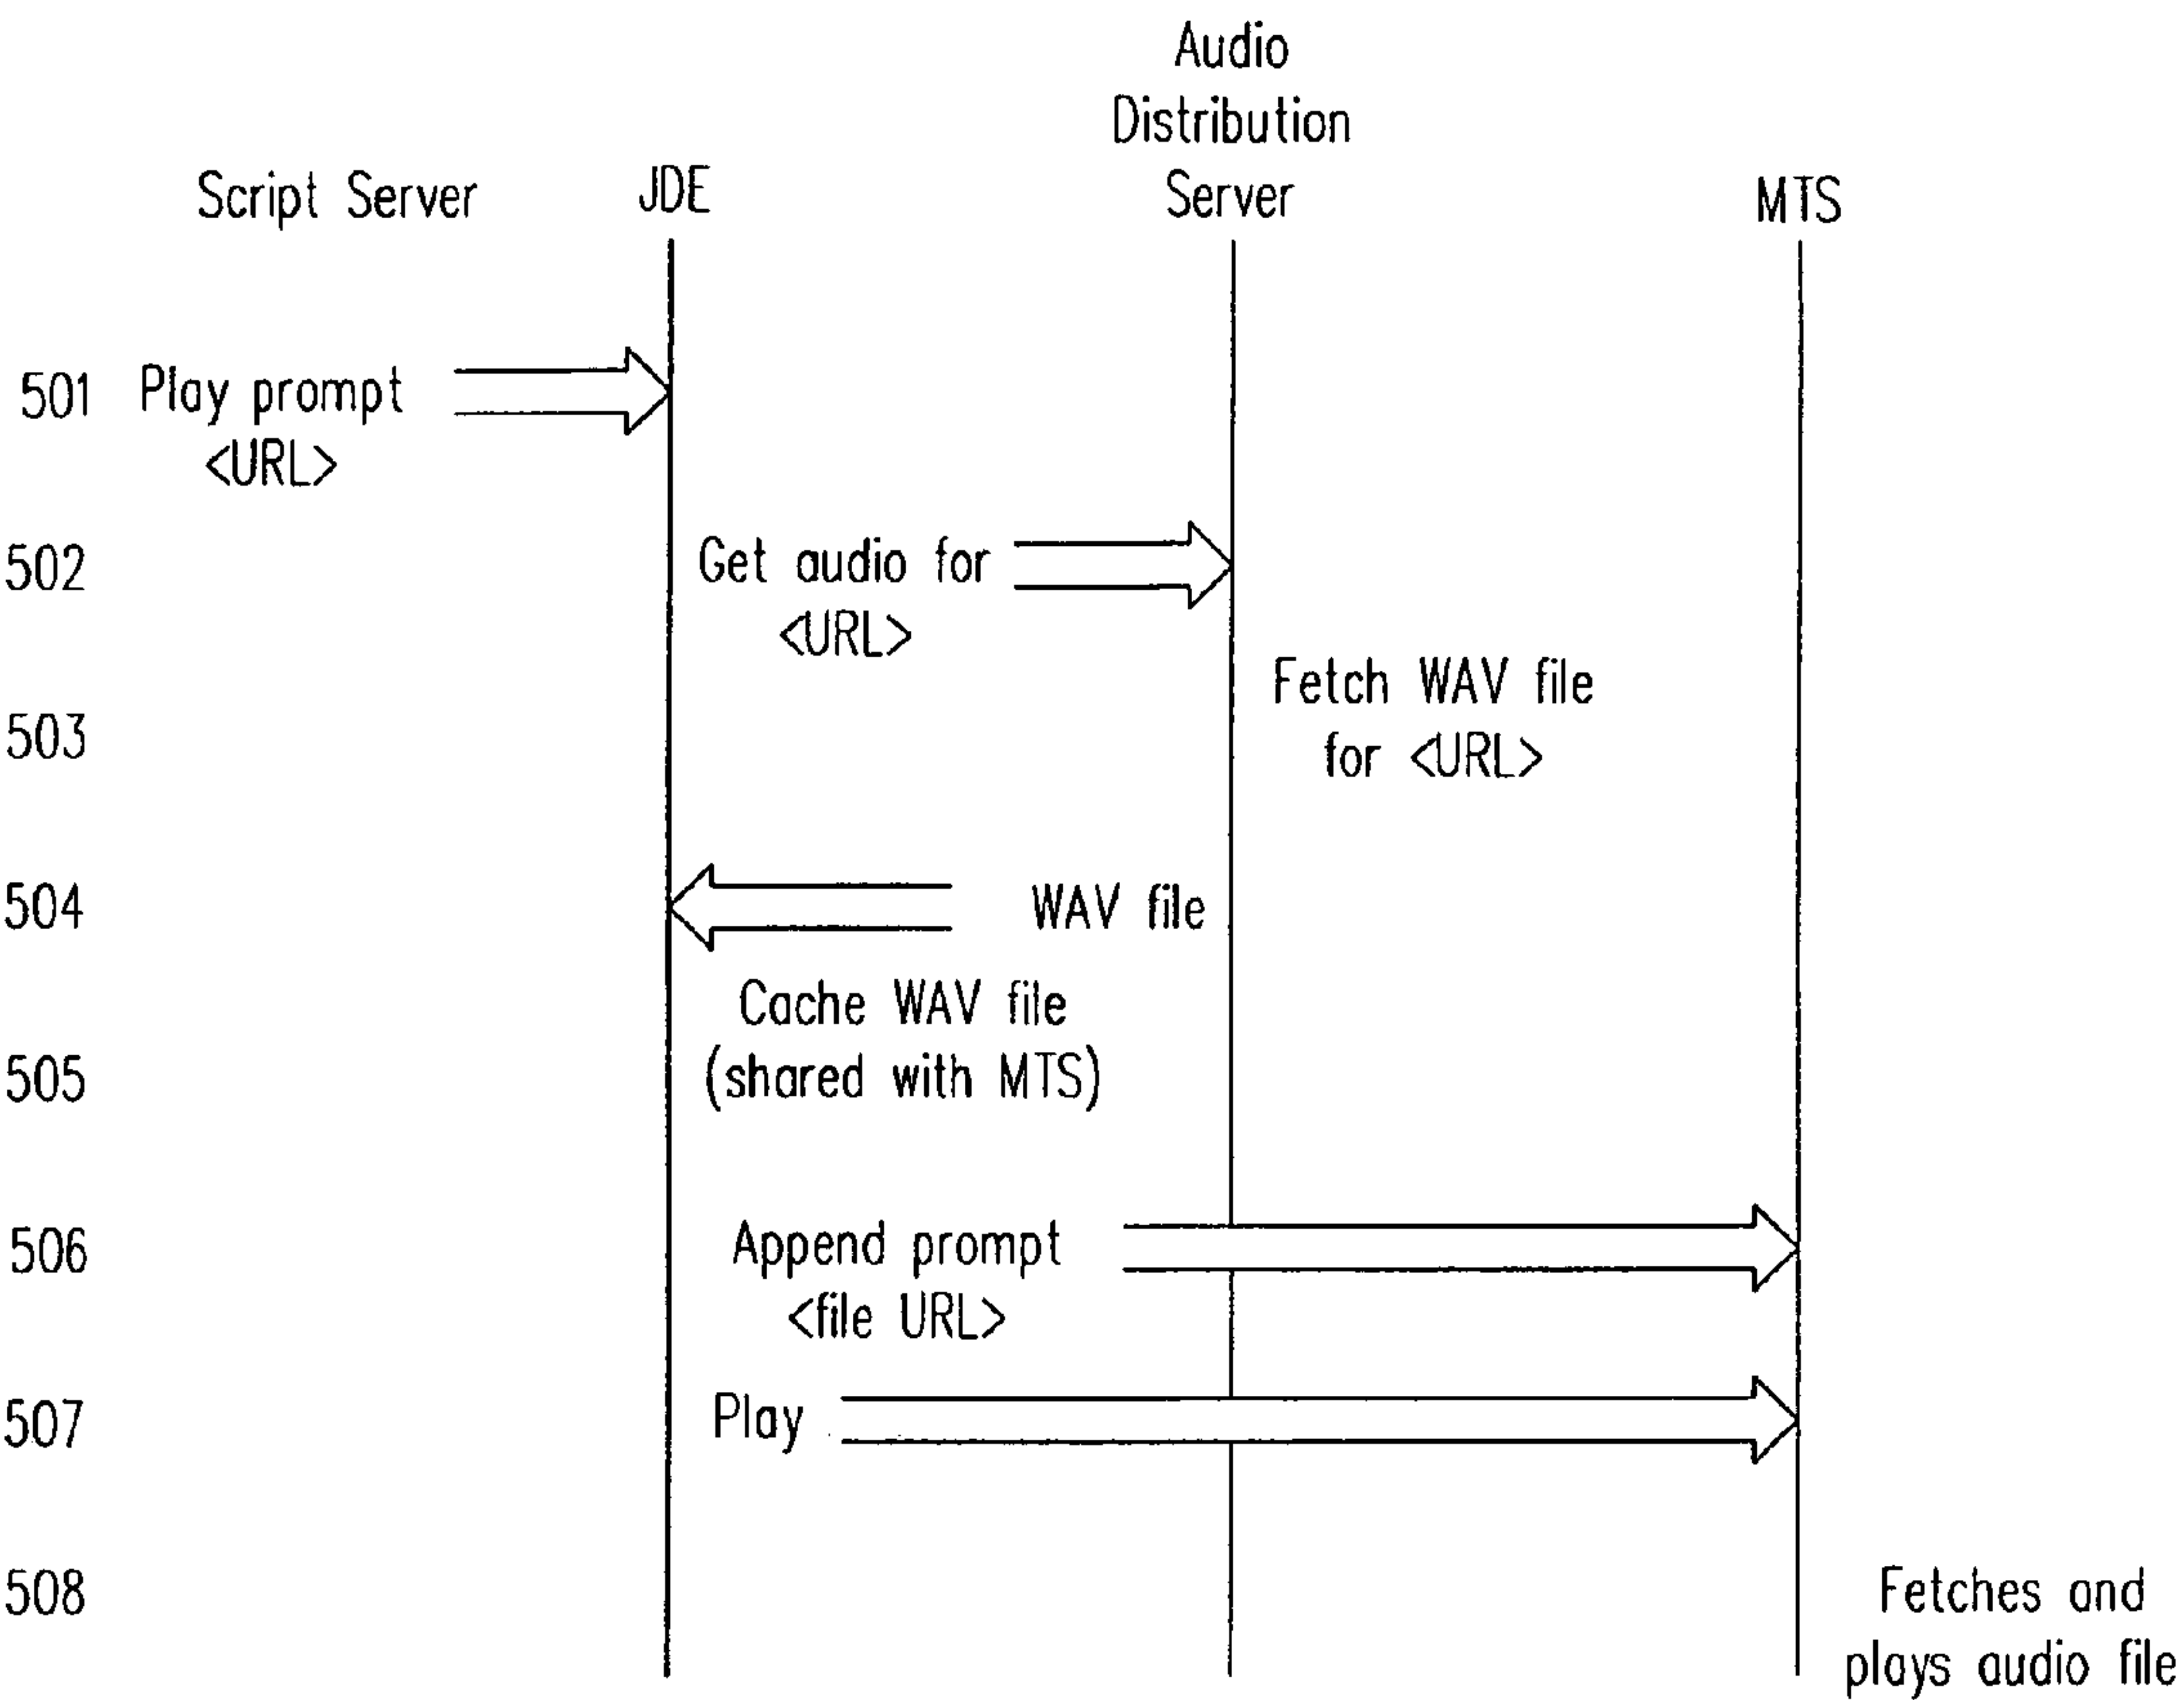 Audio
Distribution
Script Server JDE Server MTS
501 Play prompt
<URL>
502 Get audio for
<URL>
Fetch WAV file
503
for <URL>
504 WAV file
Cache WAV file
505 (shared with MTS)
506 Append prompt
<file URL>
507 Play
508 Fetches and
plays audio file